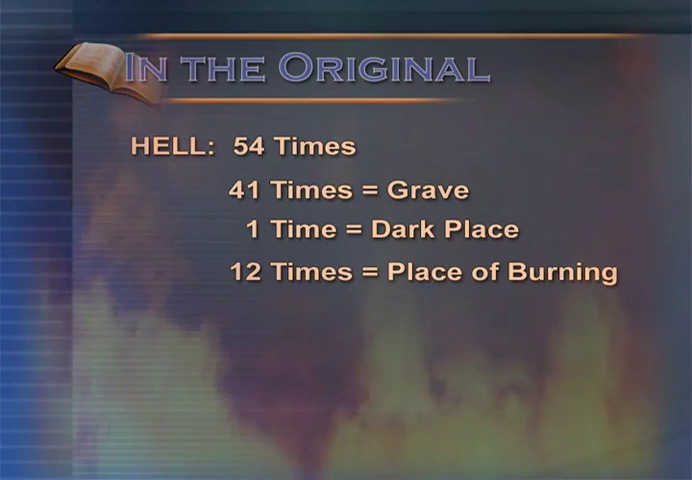 IN THE ORIGINAL
HELL: 54 Times
41 Times = Grave
1 Time = Dark Place
12 Times = Place of Burning